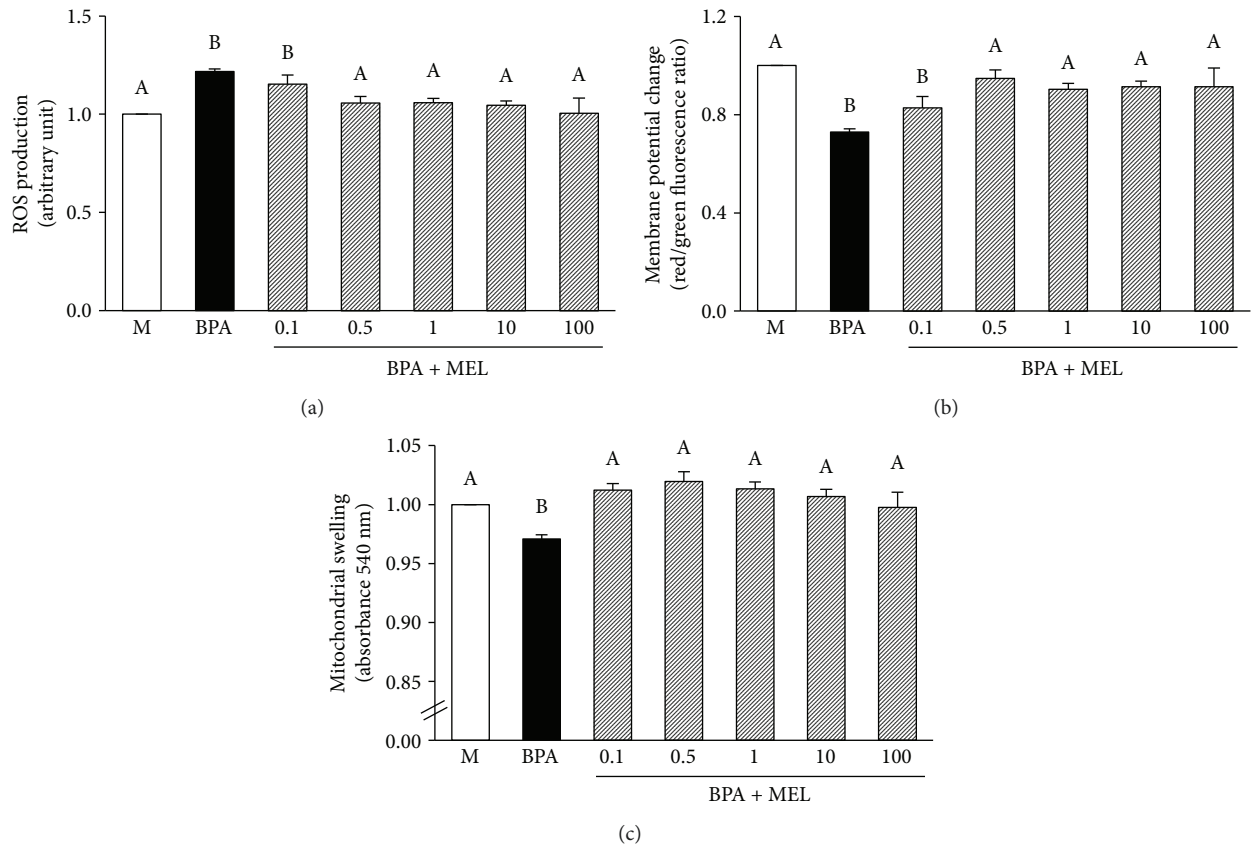 ROS production
(arbitrary unit)
1.5
1.0
0.5
0.0
A
B
B
A
A
A
A
M
BPA
0.1
0.5
1
10
100
BPA + MEL
(a)
Membrane potential change
(red/green fluorescence ratio)
1.2
0.8
0.4
0.0
A
B
B
A
A
A
A
M
BPA
0.1
0.5
1
10
100
BPA + MEL
(b)
Mitochondrial swelling
(absorbance 540 nm)
1.05
1.00
0.95
0.90
0.85
0.00
A
B
A
A
A
A
A
M
BPA
0.1
0.5
1
10
100
BPA + MEL
(c)